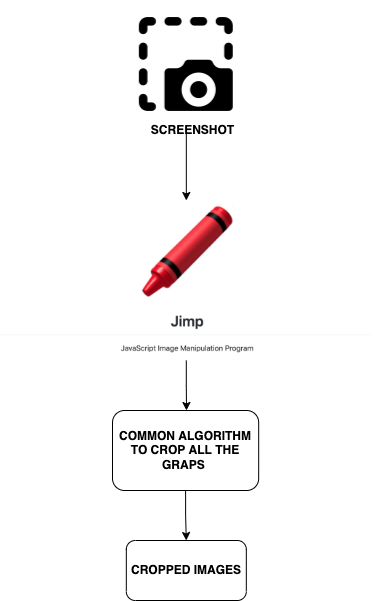 SCREENSHOT
Jimp
JavaScript Image Manipulation Program
COMMON ALGORITHM
TO CROP ALL THE
GRAPS
CROPPED IMAGES